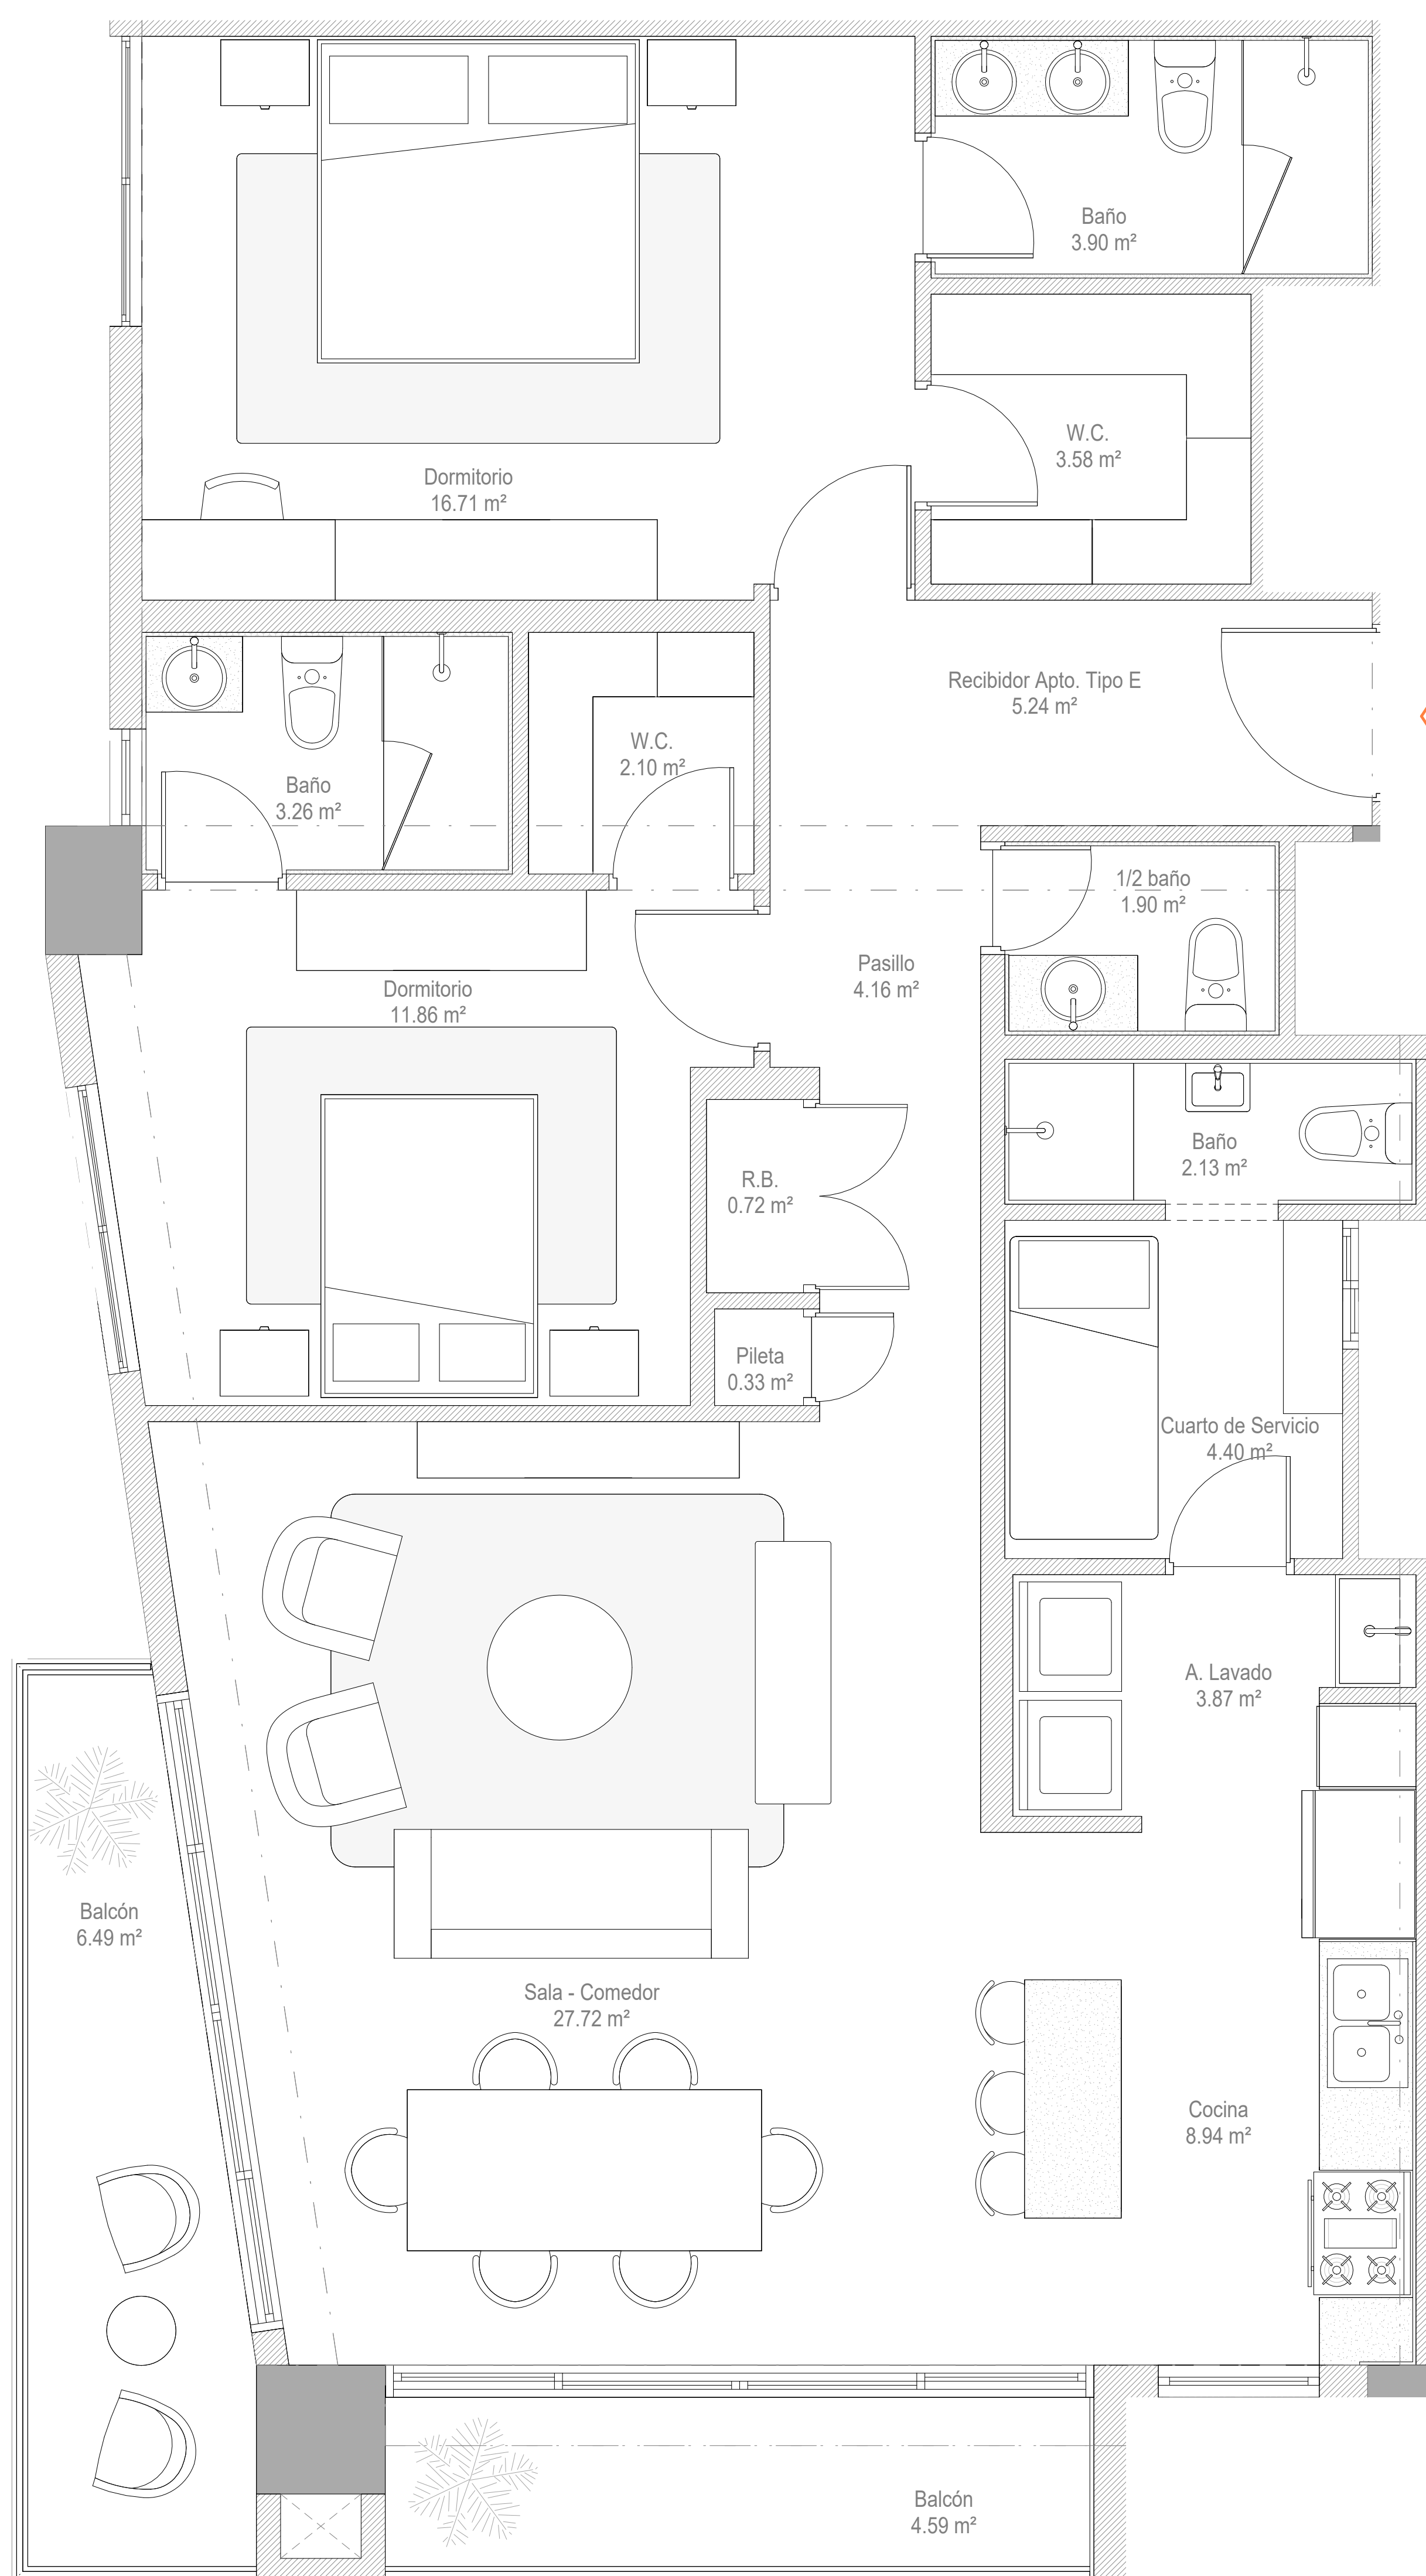 Baño
3.90 m²
W.C.
3.58 m²
Dormitorio
16.71 m²
Recibidor Apto. Tipo E
5.24 m²
W.C.
2.10 m²
Baño
3.26 m²
1/2 baño
1.90 m²
Pasillo
4.16 m²
Dormitorio
11.86 m²
Baño
2.13 m²
R.B.
0.72 m²
Pileta
0.33 m²
Cuarto de Servicio
4.40 m²
A. Lavado
3.87 m²
Balcón
6.49 m²
Sala - Comedor
27.72 m²
Cocina
8.94 m²
Balcón
4.59 m²